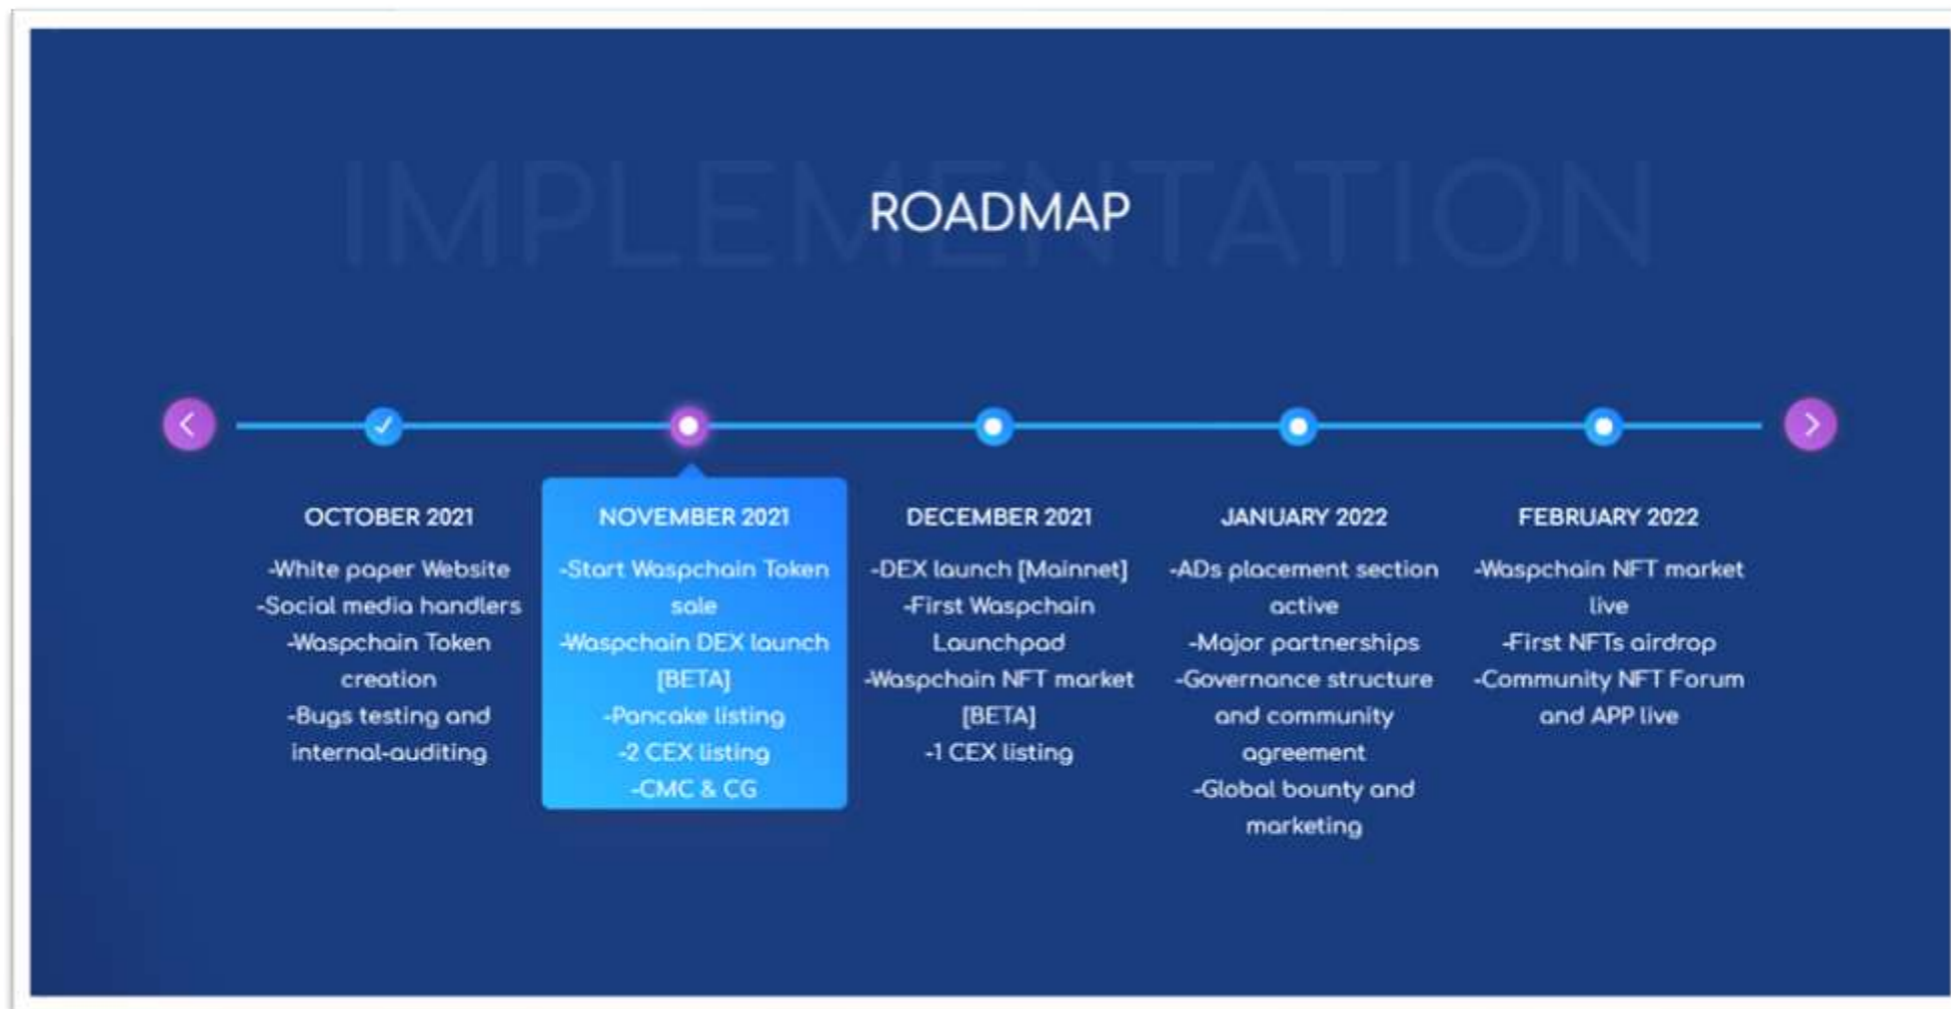 IMPLEMENTATION
ROADMAP
OCTOBER 2021
-White paper Website
-Social media handlers
-Waspchain Token
creation
-Bugs testing and
internal-auditing
NOVEMBER 2021
-Start Waspchain Token
sale
-Waspchain DEX launch
[BETA]
-Pancake listing
-2 CEX listing
-CMC & CG
DECEMBER 2021
-DEX launch [Mainnet]
-First Waspchain
Launchpad
-Waspchain NFT market
[BETA]
-1 CEX listing
JANUARY 2022
-ADs placement section
active
-Major partnerships
-Governance structure
and community
agreement
-Global bounty and
marketing
FEBRUARY 2022
-Waspchain NFT market
live
-First NFTs airdrop
-Community NFT Forum
and APP live